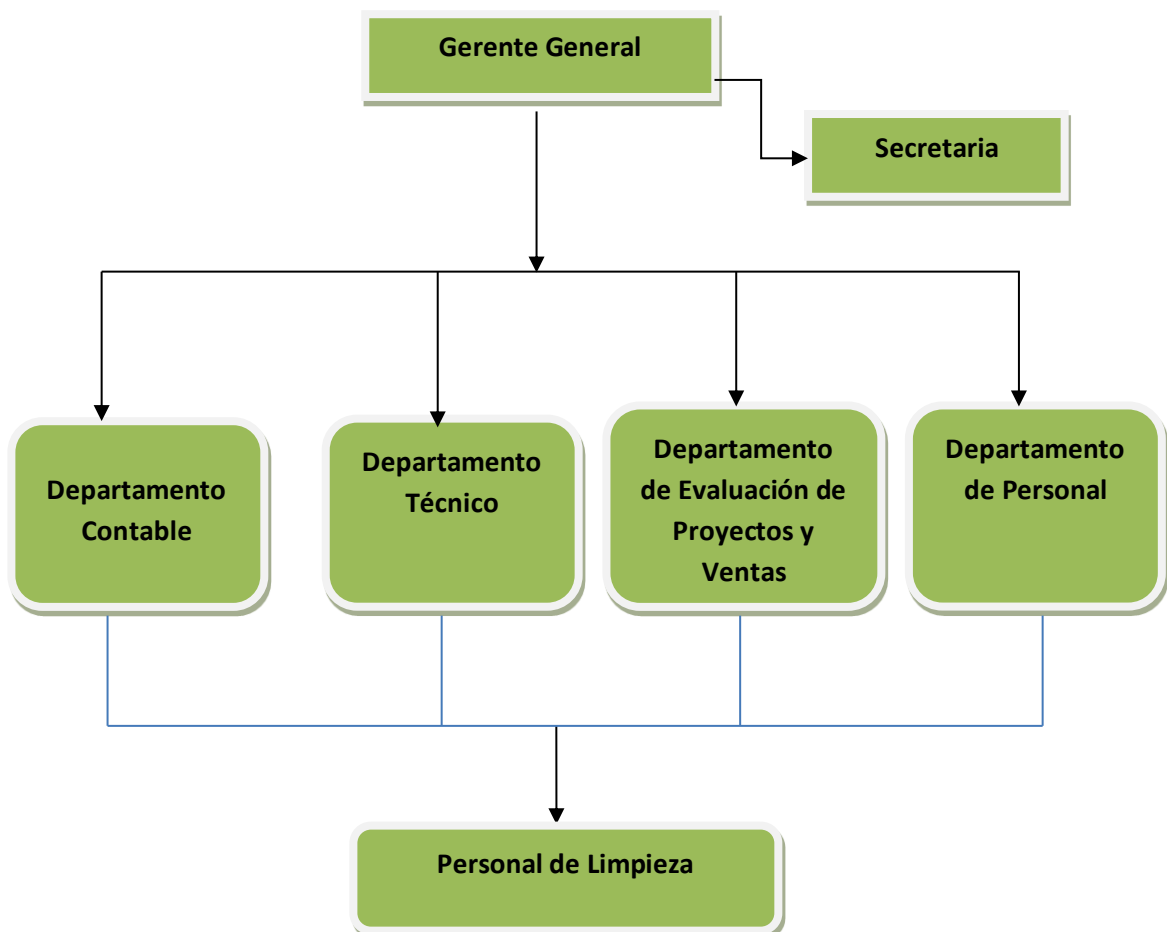 Gerente General
Secretaria
Departamento
Contable
Departamento
Técnico
Departamento
de Evaluación de
Proyectos y
Ventas
Departamento
de Personal
Personal de Limpieza